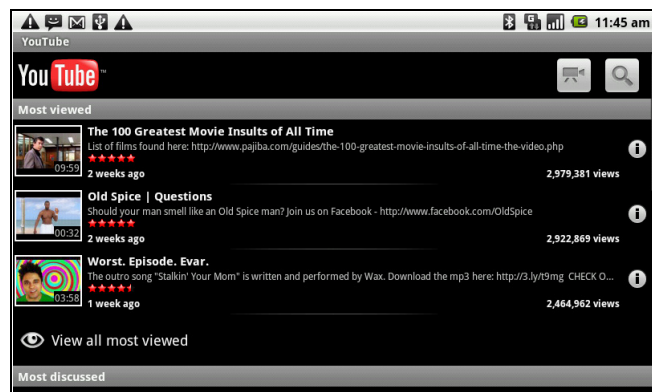 11:45 am
YouTube
You Tube ™
Most viewed
The 100 Greatest Movie Insults of All Time
List of films found here: http://www.pajiba.com/guides/the-100-greatest-movie-insults-of-all-time-the-video.php
09:59
2 weeks ago 2,979,381 views
Old Spice | Questions
Should your man smell like an Old Spice man? Join us on Facebook - http://www.facebook.com/OldSpice
00:32
2 weeks ago 2,922,869 views
Worst. Episode. Ever.
The outro song "Stalkin' Your Mom" is written and performed by Wax. Download the mp3 here: http://3.ly/t9mg CHECK O...
03:58
1 week ago 2,464,962 views
View all most viewed
Most discussed